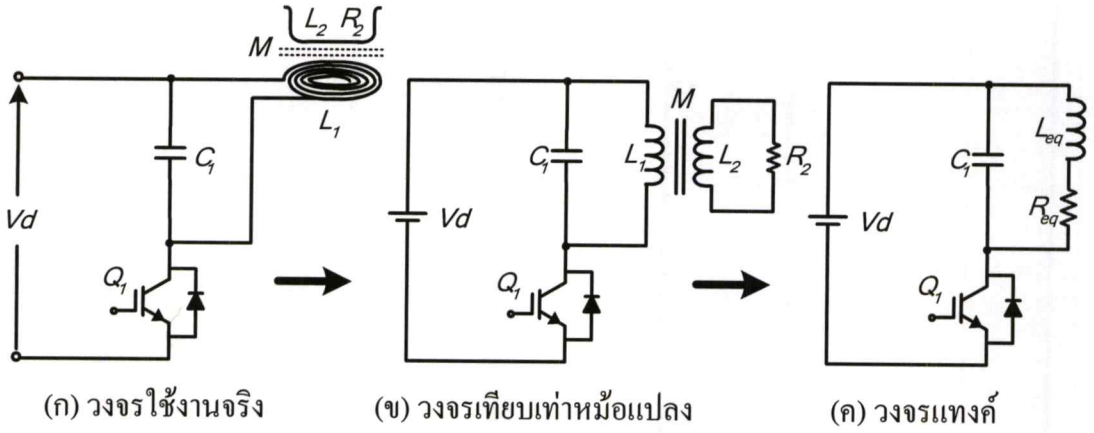 L2 R2
M
L1
C1
Vd
Q1
M
C1
L1
L2
R2
Vd
Q1
C1
Leq
Req
Vd
Q1
(ก) วงจรใช้งานจริง
(ข) วงจรเทียบเท่าหม้อแปลง
(ค) วงจรแทงค์